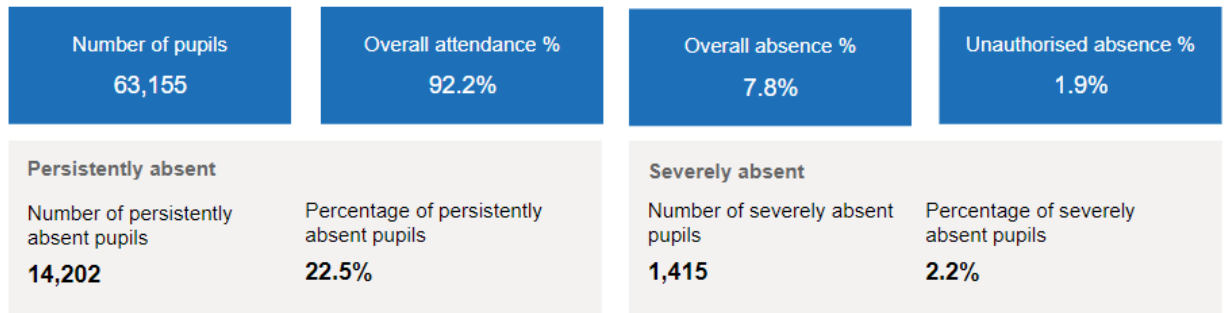 Number of pupils
63,155
Overall attendance %
92.2%
Overall absence %
7.8%
Unauthorised absence %
1.9%
Persistently absent
Number of persistently
absent pupils
14,202
Percentage of persistently
absent pupils
22.5%
Severely absent
Number of severely absent
pupils
1,415
Percentage of severely
absent pupils
2.2%